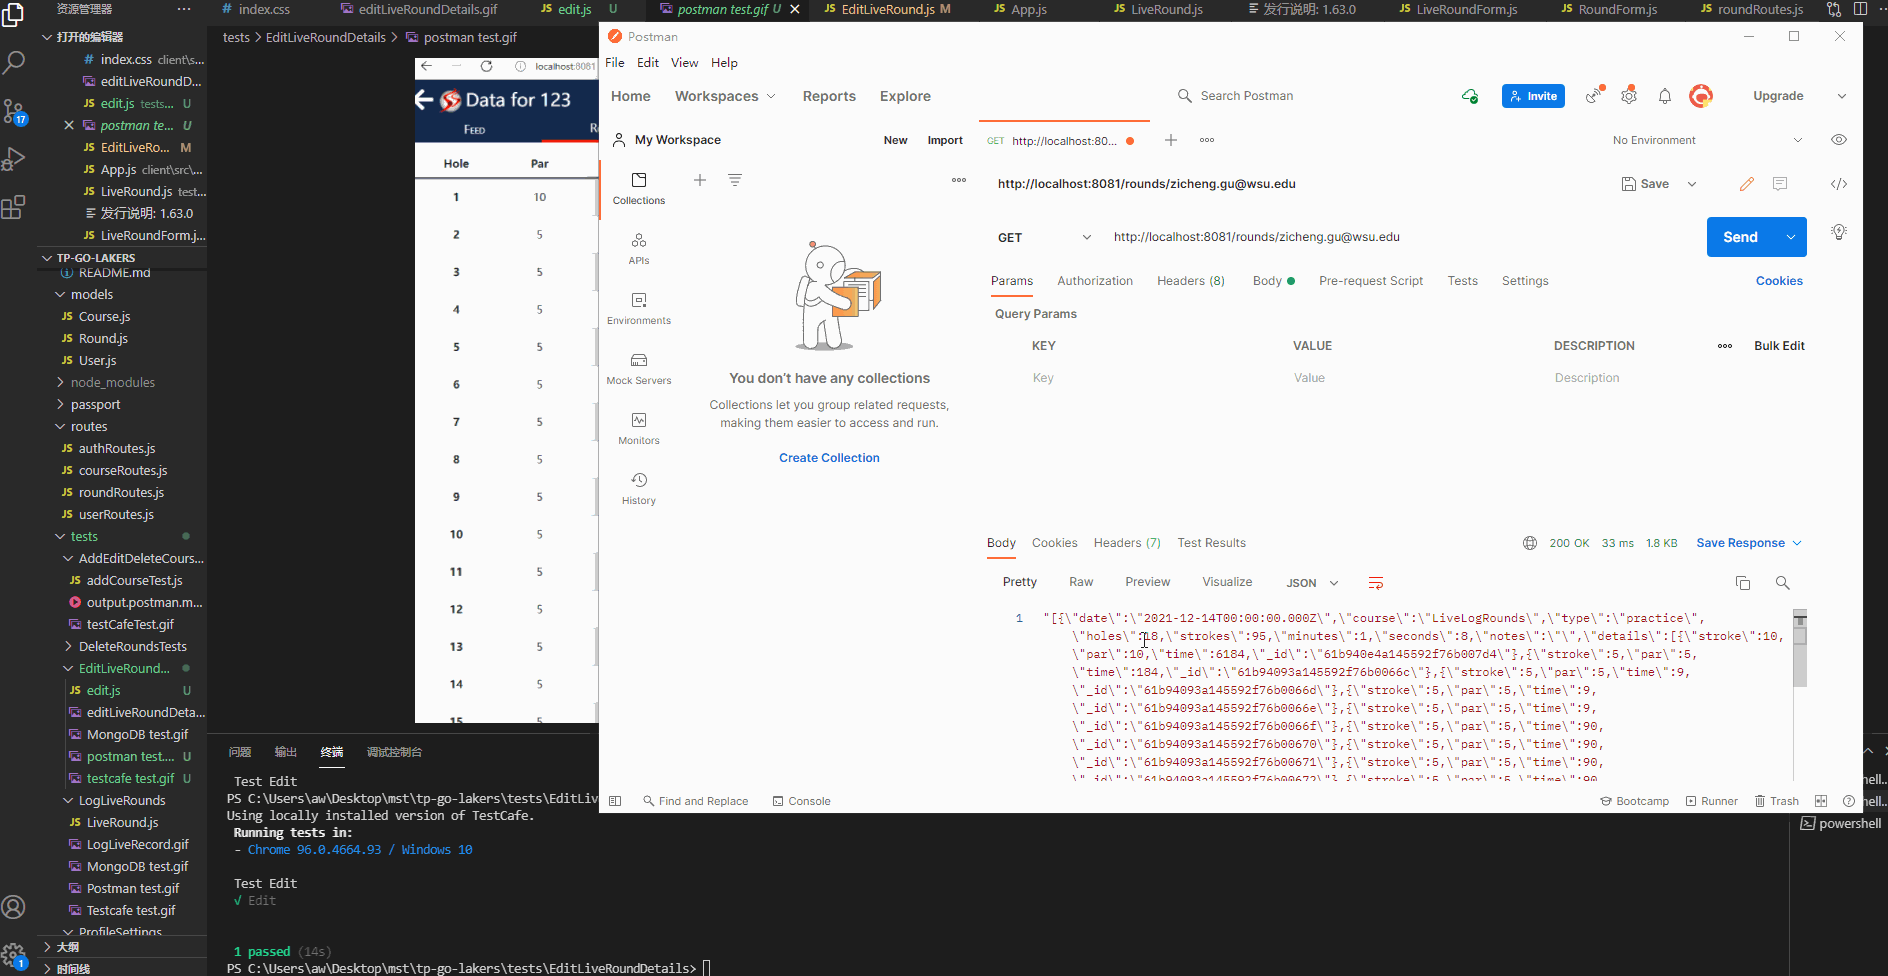 资源管理器
打开的编辑器
index.css client\s...
editLiveRoundD...
edit.js tests... U
postman te... U
EditLiveRo... M
App.js client\src\...
LiveRound.js test...
发行说明: 1.63.0
LiveRoundForm.j...
TP-GO-LAKERS
README.md
models
Course.js
Round.js
User.js
node_modules
passport
routes
authRoutes.js
courseRoutes.js
roundRoutes.js
userRoutes.js
tests
AddEditDeleteCours...
addCourseTest.js
output.postman.m...
testCafeTest.gif
DeleteRoundsTests
EditLiveRound...
edit.js U
editLiveRoundDeta...
MongoDB test.gif
postman test.... U
testcafe test.gif U
LogLiveRounds
LiveRound.js
LogLiveRecord.gif
MongoDB test.gif
Postman test.gif
Testcafe test.gif
ProfileSettings
大纲
时间线
17
1
index.css
editLiveRoundDetails.gif
edit.js U
postman test.gif U
EditLiveRound.js M
App.js
LiveRound.js
发行说明: 1.63.0
LiveRoundForm.js
RoundForm.js
roundRoutes.js
tests > EditLiveRoundDetails > postman test.gif
localhost:8081
Data for 123
FEED
R
Hole Par
1 10
2 5
3 5
4 5
5 5
6 5
7 5
8 5
9 5
10 5
11 5
12 5
13 5
14 5
15 5
Postman
File Edit View Help
Home Workspaces Reports Explore
Search Postman
Invite
Upgrade
My Workspace
New Import
GET http://localhost:80...
No Environment
Collections
APIs
Environments
Mock Servers
Monitors
History
You don't have any collections
Collections let you group related requests,
making them easier to access and run.
Create Collection
http://localhost:8081/rounds/zicheng.gu@wsu.edu
Save
GET http://localhost:8081/rounds/zicheng.gu@wsu.edu
Send
Params Authorization Headers (8) Body Pre-request Script Tests Settings
Cookies
Query Params
KEY VALUE DESCRIPTION
Bulk Edit
Key Value Description
Body Cookies Headers (7) Test Results
200 OK 33 ms 1.8 KB Save Response
Pretty Raw Preview Visualize JSON
1 "[{\"date\":\"2021-12-14T00:00:00.000Z\",\"course\":\"LiveLogRounds\",\"type\":\"practice\",
\"holes\":18,\"strokes\":95,\"minutes\":1,\"seconds\":8,\"notes\":\"\",\"details\":[{\"stroke\":10,
\"par\":10,\"time\":6184,\"_id\":\"61b940e4a145592f76b007d4\"},{\"stroke\":5,\"par\":5,
\"time\":184,\"_id\":\"61b94093a145592f76b0066c\"},{\"stroke\":5,\"par\":5,\"time\":9,
\"_id\":\"61b94093a145592f76b0066d\"},{\"stroke\":5,\"par\":5,\"time\":9,
\"_id\":\"61b94093a145592f76b0066e\"},{\"stroke\":5,\"par\":5,\"time\":9,
\"_id\":\"61b94093a145592f76b0066f\"},{\"stroke\":5,\"par\":5,\"time\":90,
\"_id\":\"61b94093a145592f76b00670\"},{\"stroke\":5,\"par\":5,\"time\":90,
\"_id\":\"61b94093a145592f76b00671\"},{\"stroke\":5,\"par\":5,\"time\":90,
\"_id\":\"61b94093a145592f76b00672\"},{\"stroke\":5,\"par\":5,\"time\":90
Find and Replace Console
Bootcamp Runner Trash
问题 输出 终端 调试控制台
Test Edit
PS C:\Users\aw\Desktop\mst\tp-go-lakers\tests\EditLiv
Using locally installed version of TestCafe.
Running tests in:
- Chrome 96.0.4664.93 / Windows 10
Test Edit
√ Edit
1 passed (14s)
PS C:\Users\aw\Desktop\mst\tp-go-lakers\tests\EditLiveRoundDetails>
hell...
hell...
powershell